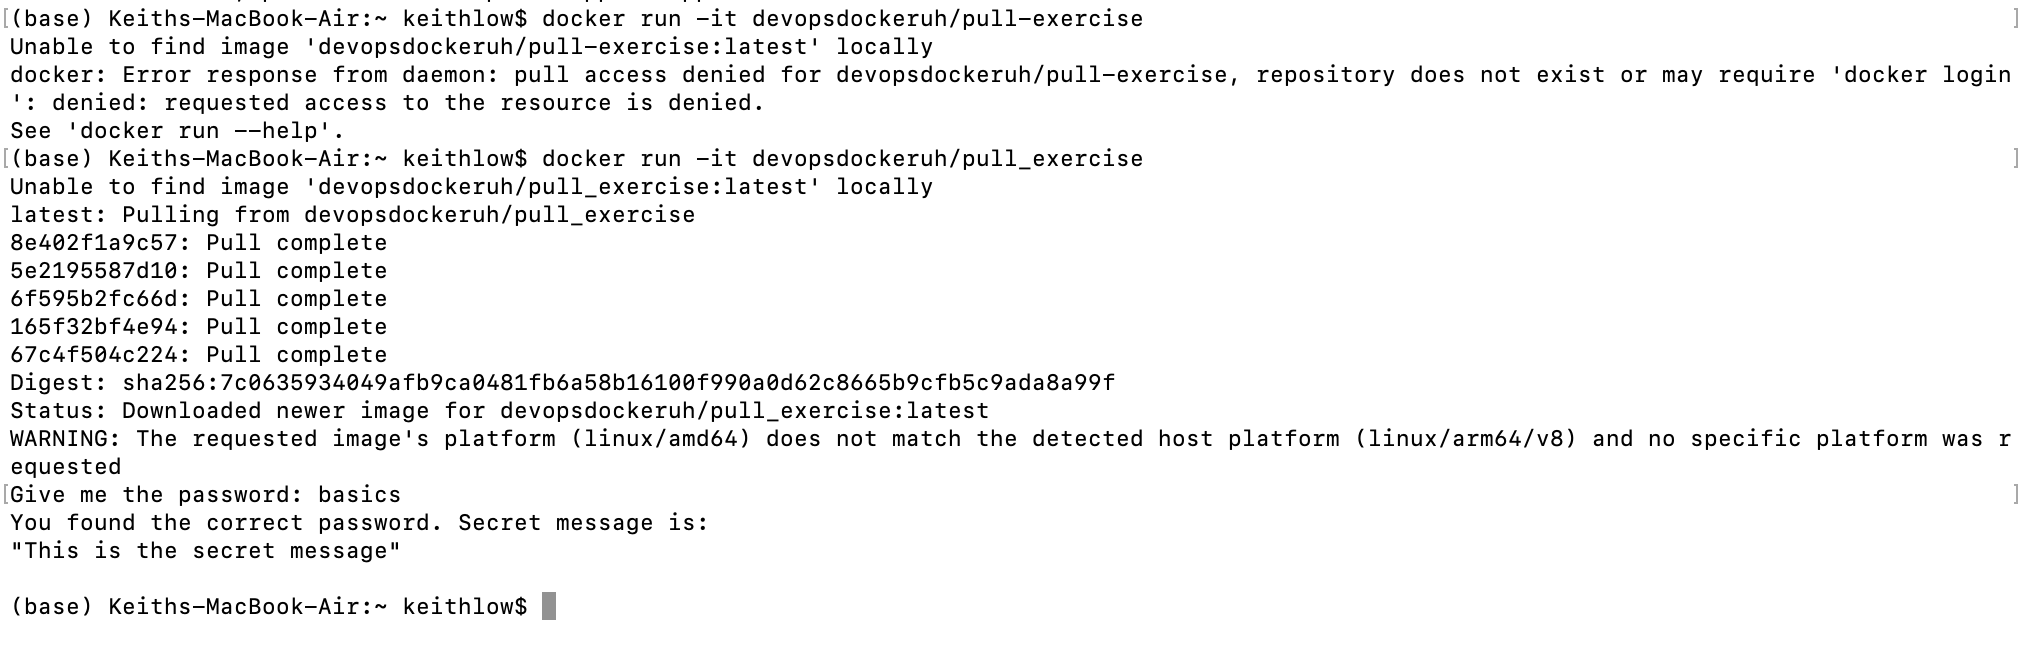 [(base) Keiths-MacBook-Air:~ keithlow$ docker run -it devopsdockeruh/pull-exercise ]
Unable to find image 'devopsdockeruh/pull-exercise:latest' locally
docker: Error response from daemon: pull access denied for devopsdockeruh/pull-exercise, repository does not exist or may require 'docker login
': denied: requested access to the resource is denied.
See 'docker run --help'.
[(base) Keiths-MacBook-Air:~ keithlow$ docker run -it devopsdockeruh/pull_exercise ]
Unable to find image 'devopsdockeruh/pull_exercise:latest' locally
latest: Pulling from devopsdockeruh/pull_exercise
8e402f1a9c57: Pull complete
5e2195587d10: Pull complete
6f595b2fc66d: Pull complete
165f32bf4e94: Pull complete
67c4f504c224: Pull complete
Digest: sha256:7c0635934049afb9ca0481fb6a58b16100f990a0d62c8665b9cfb5c9ada8a99f
Status: Downloaded newer image for devopsdockeruh/pull_exercise:latest
WARNING: The requested image's platform (linux/amd64) does not match the detected host platform (linux/arm64/v8) and no specific platform was r
equested
[Give me the password: basics ]
You found the correct password. Secret message is:
"This is the secret message"
(base) Keiths-MacBook-Air:~ keithlow$